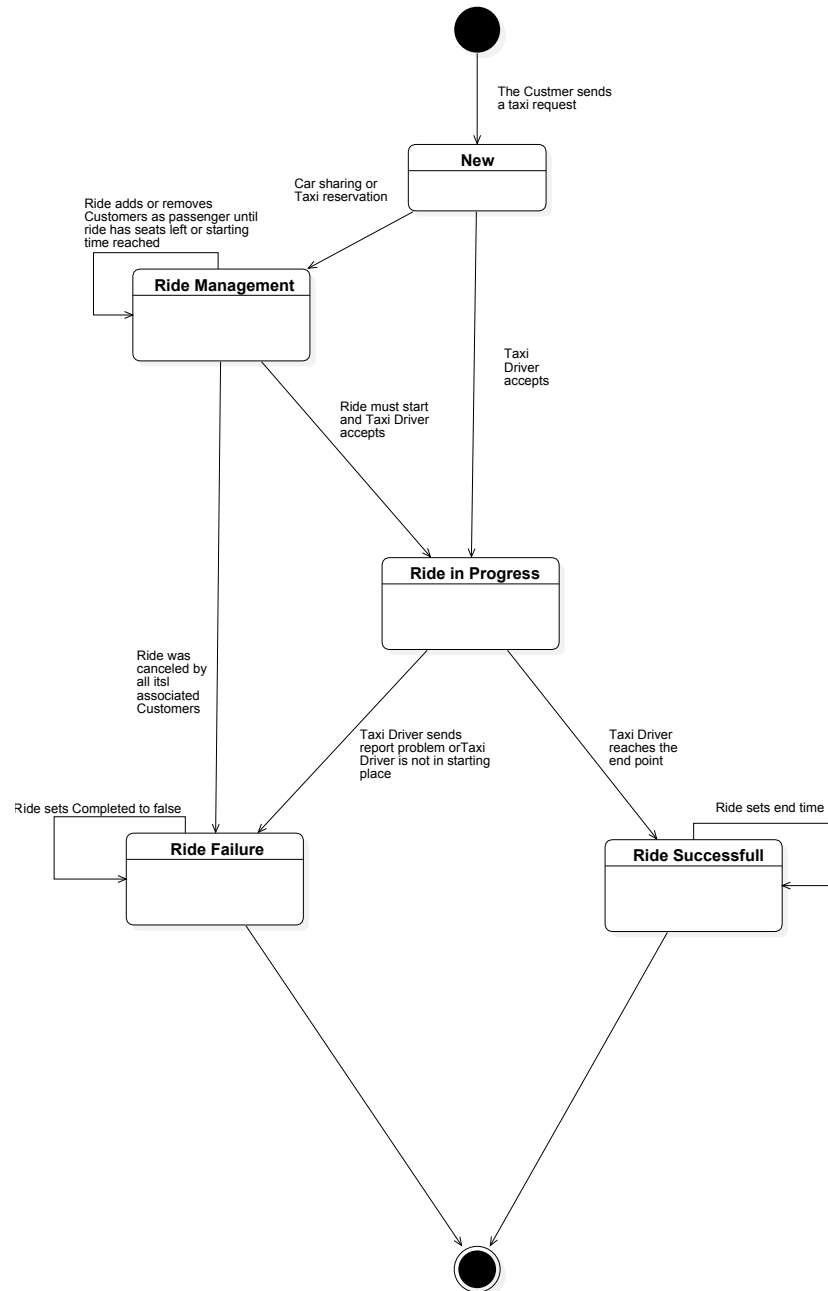 The Custmer sends
a taxi request
New
Car sharing or
Taxi reservation
Ride adds or removes
Customers as passenger until
ride has seats left or starting
time reached
Ride Management
Taxi
Driver
accepts
Ride must start
and Taxi Driver
accepts
Ride in Progress
Ride was
canceled by
all itsl
associated
Customers
Taxi Driver sends
report problem orTaxi
Driver is not in starting
place
Taxi Driver
reaches the
end point
Ride sets Completed to false
Ride sets end time
Ride Failure
Ride Successfull